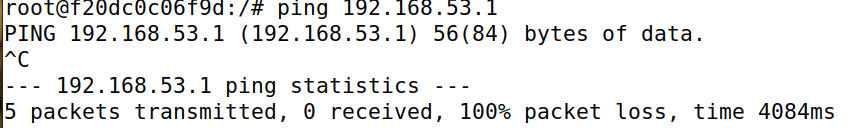 root@f20dc0c06f9d:/# ping 192.168.53.1
PING 192.168.53.1 (192.168.53.1) 56(84) bytes of data.
^C
--- 192.168.53.1 ping statistics ---
5 packets transmitted, 0 received, 100% packet loss, time 4084ms